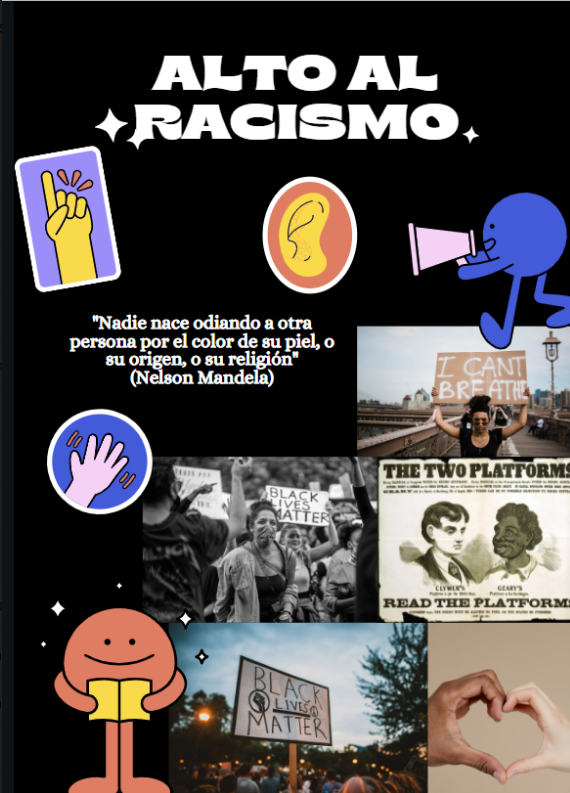 ALTO AL
RACISMO
"Nadie nace odiando a otra
persona por el color de su piel, o
su origen, o su religión"
(Nelson Mandela)
I CANT
BREATHE
BLACK
LIVES
MATTER
THE TWO PLATFORMS
CLYMER'S
GEARY'S
READ THE PLATFORMS
BLACK
LIVES
MATTER